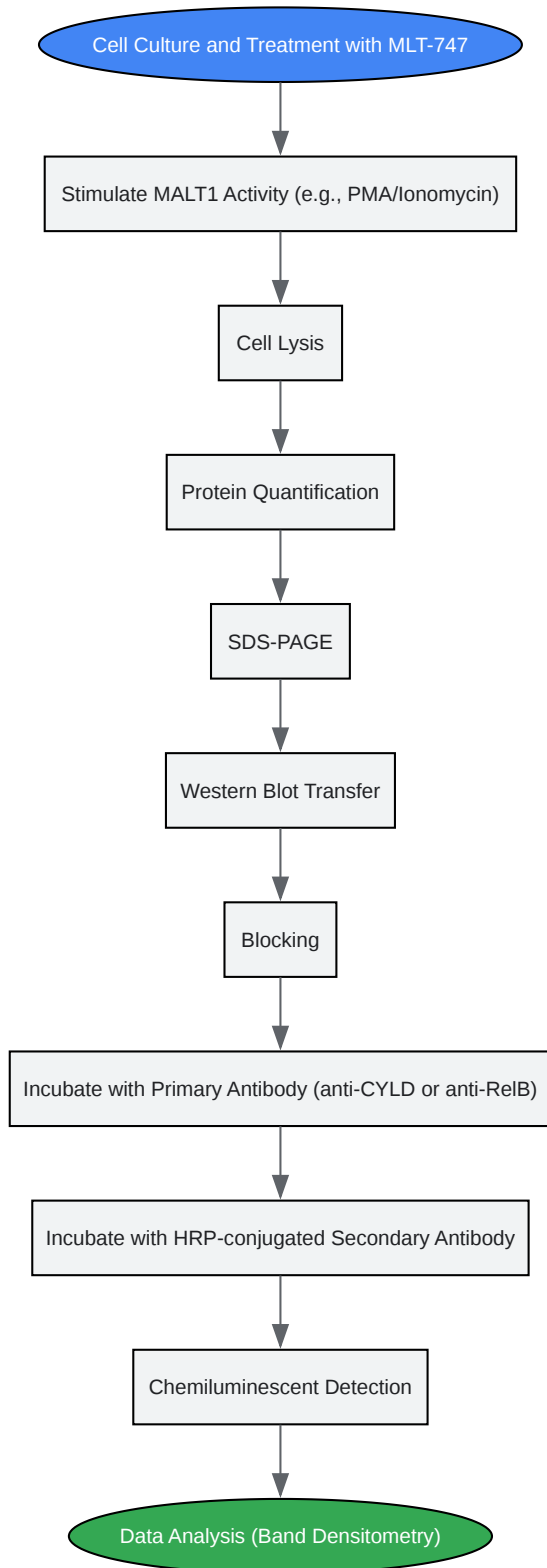 Cell Culture and Treatment with MLT-747
Stimulate MALT1 Activity (e.g., PMA/Ionomycin)
Cell Lysis
Protein Quantification
SDS-PAGE
Western Blot Transfer
Blocking
Incubate with Primary Antibody (anti-CYLD or anti-RelB)
Incubate with HRP-conjugated Secondary Antibody
Chemiluminescent Detection
Data Analysis (Band Densitometry)